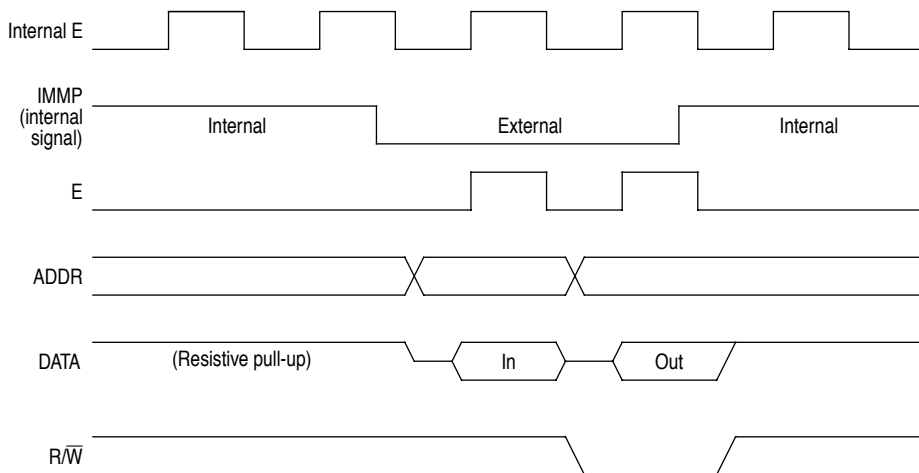 Internal E
IMMP
(internal
signal)
Internal
External
Internal
E
ADDR
DATA
(Resistive pull-up)
In
Out
R/W̅